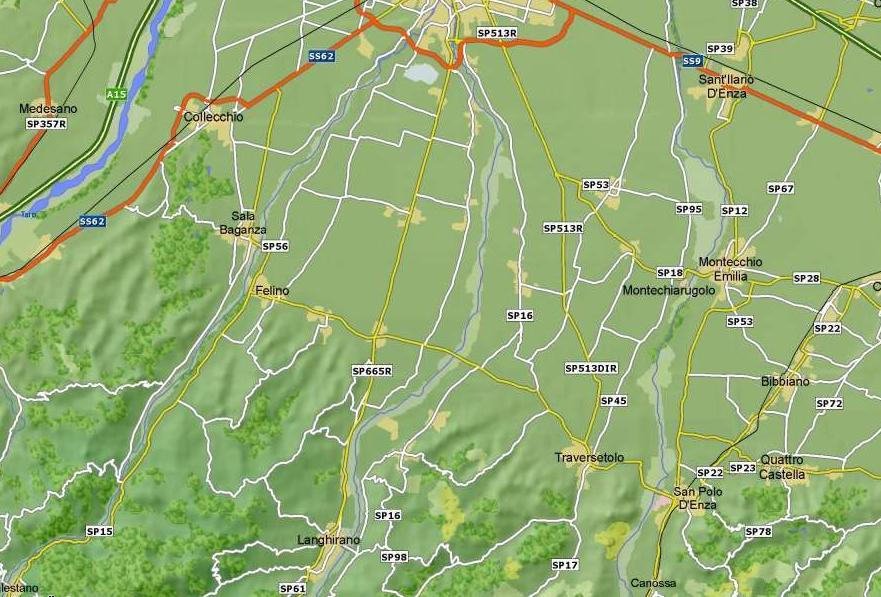 SP38
SP513R
SP39
SS62
SS9
Sant'Ilario
D'Enza
A15
Medesano
Collecchio
SP357R
SP53
SP67
SP95
SP12
Taro
SS62
Sala
Baganza
SP513R
SP56
Montecchio
Emilia
SP18
SP28
Felino
Montechiarugolo
C
SP16
SP53
SP22
SP665R
SP513DIR
Bibbiano
SP45
SP72
Traversetolo
Quattro
Castella
SP22
SP23
San Polo
D'Enza
SP16
SP15
SP78
Langhirano
SP98
SP17
SP61
Canossa
lestano